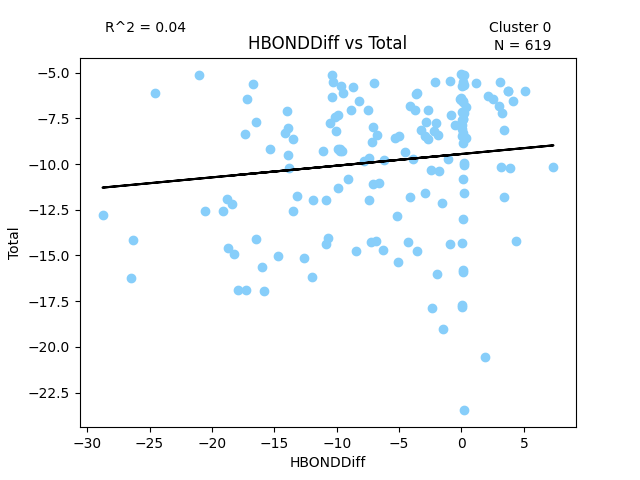 R^2 = 0.04
Cluster 0
N = 619
HBONDDiff vs Total
Total
−5.0
−7.5
−10.0
−12.5
−15.0
−17.5
−20.0
−22.5
−30
−25
−20
−15
−10
−5
0
5
HBONDDiff